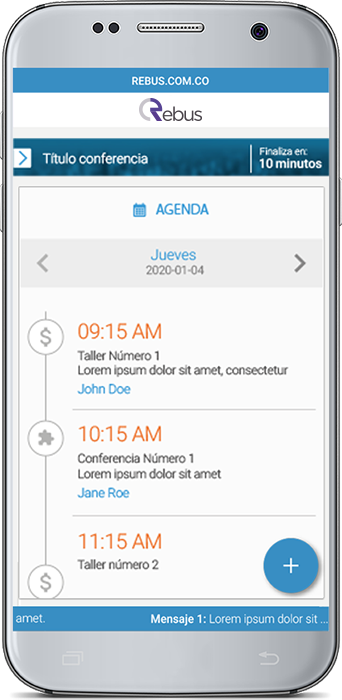 REBUS.COM.CO
Rebus
Título conferencia
Finaliza en:
10 minutos
AGENDA
Jueves
2020-01-04
09:15 AM
Taller Número 1
Lorem ipsum dolor sit amet, consectetur
John Doe
10:15 AM
Conferencia Número 1
Lorem ipsum dolor sit amet
Jane Roe
11:15 AM
Taller número 2
amet. Mensaje 1: Lorem ipsum dolor sit ...